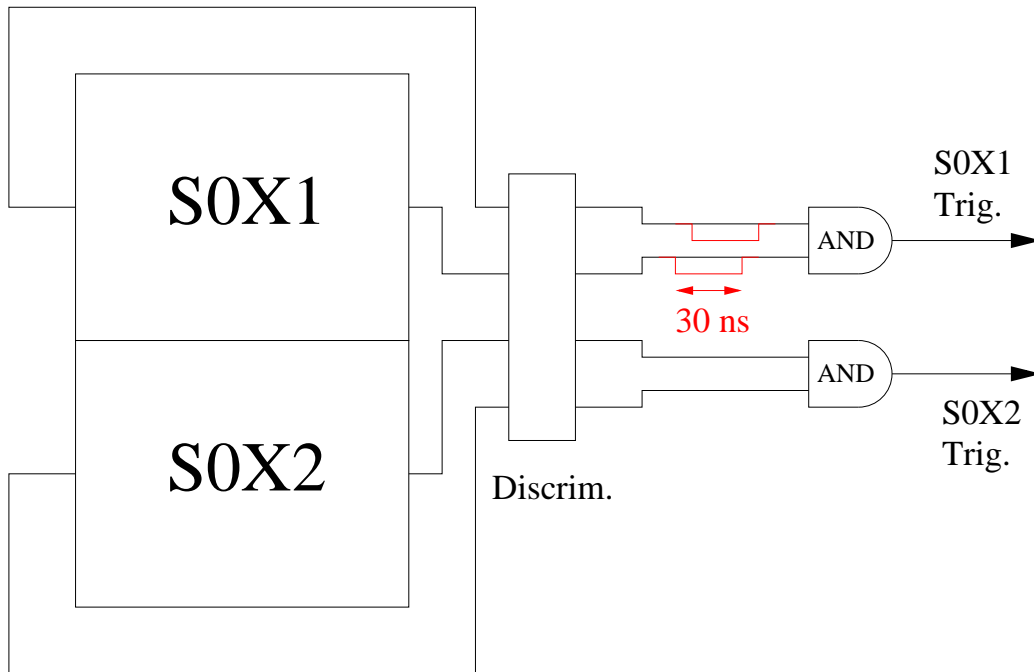 S0X1
S0X2
Discrim.
30 ns
AND
AND
S0X1
Trig.
S0X2
Trig.